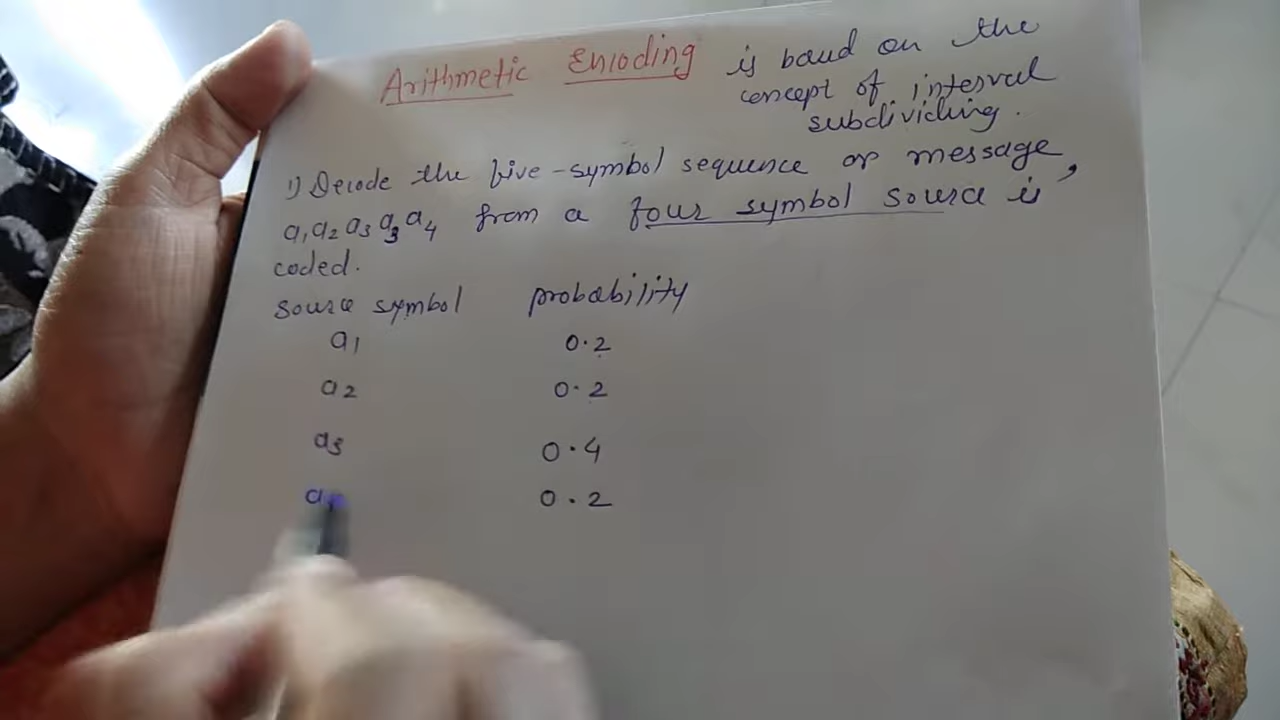 Arithmetic Encoding is based on the
concept of interval
subdividing.
1) Decode the five-symbol sequence or message,
a1 a2 a3 a3 a4 from a four symbol source is
coded.
source symbol probability
a1 0.2
a2 0.2
a3 0.4
a 0.2